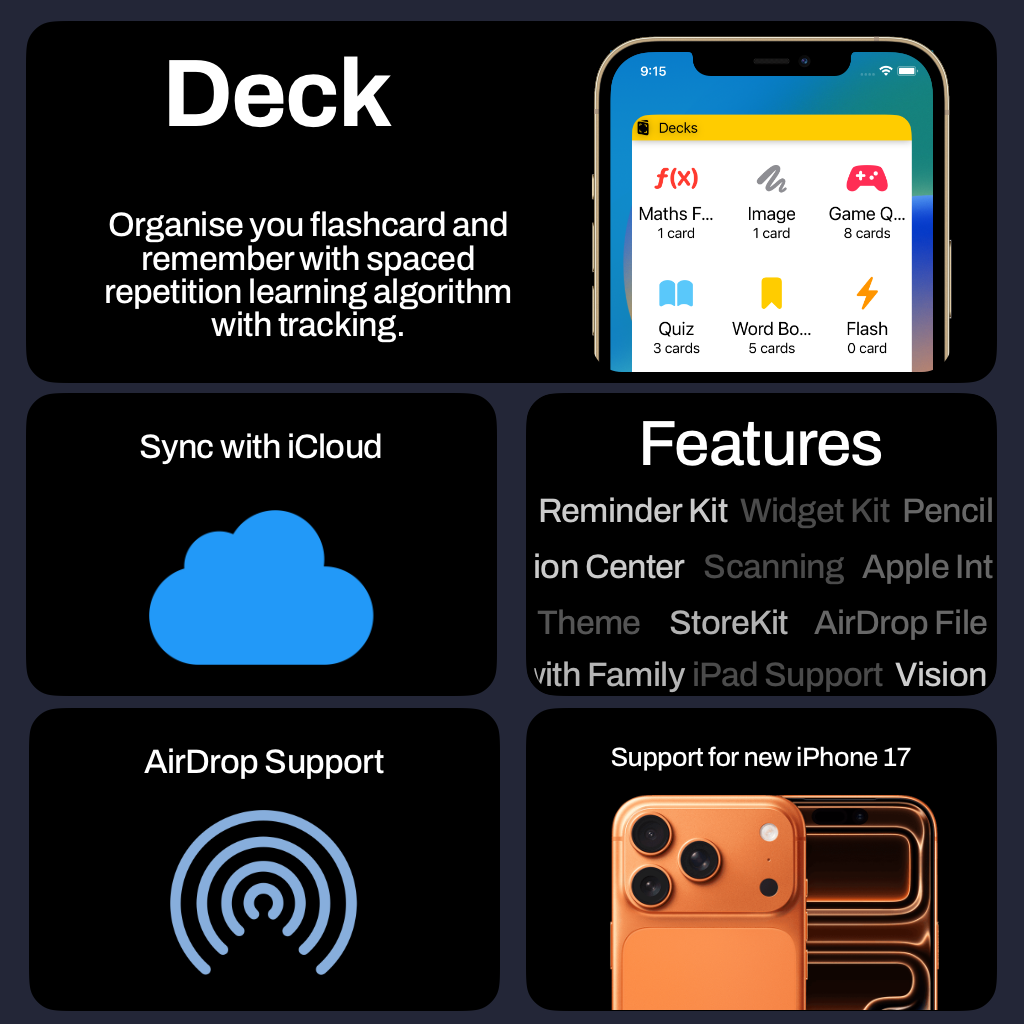 Deck
Organise you flashcard and
remember with spaced
repetition learning algorithm
with tracking.
9:15
Decks
f(x)
Maths F...
1 card
Image
1 card
Game Q...
8 cards
Quiz
3 cards
Word Bo...
5 cards
Flash
0 card
Sync with iCloud
Features
Reminder Kit Widget Kit Pencil
ion Center Scanning Apple Int
Theme StoreKit AirDrop File
with Family iPad Support Vision
AirDrop Support
Support for new iPhone 17